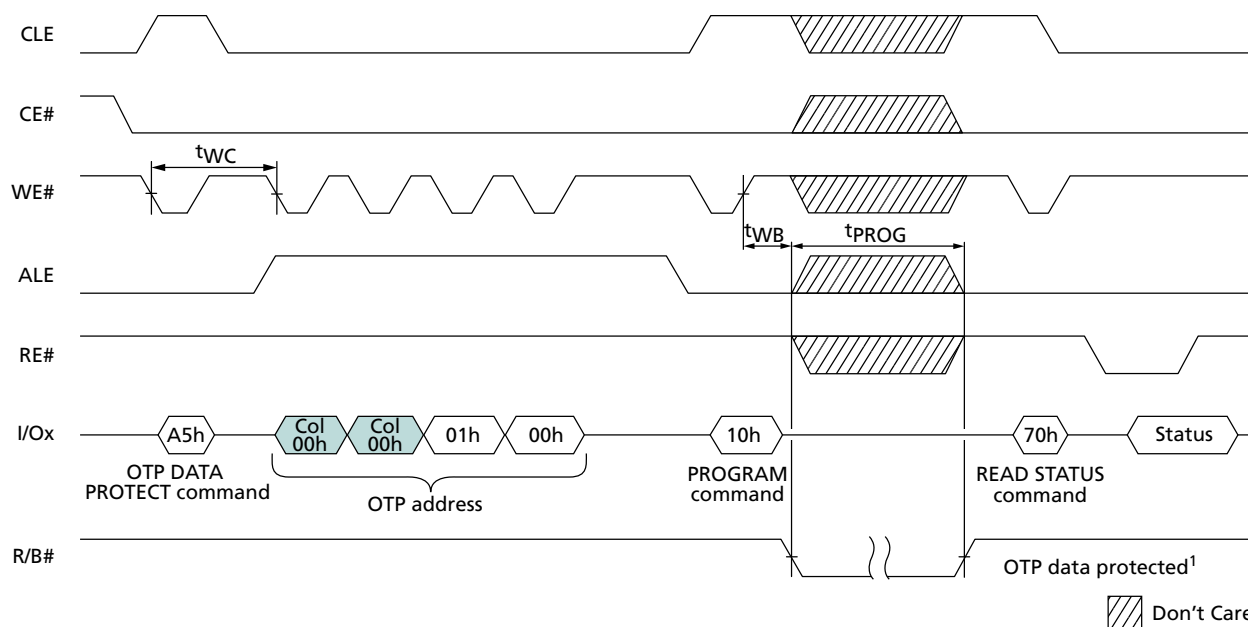 CLE
CE#
tWC
WE#
tWB
tPROG
ALE
RE#
I/Ox
A5h
Col
00h
Col
00h
01h
00h
10h
70h
Status
OTP DATA
PROTECT command
OTP address
PROGRAM
command
READ STATUS
command
R/B#
OTP data protected1
Don't Care